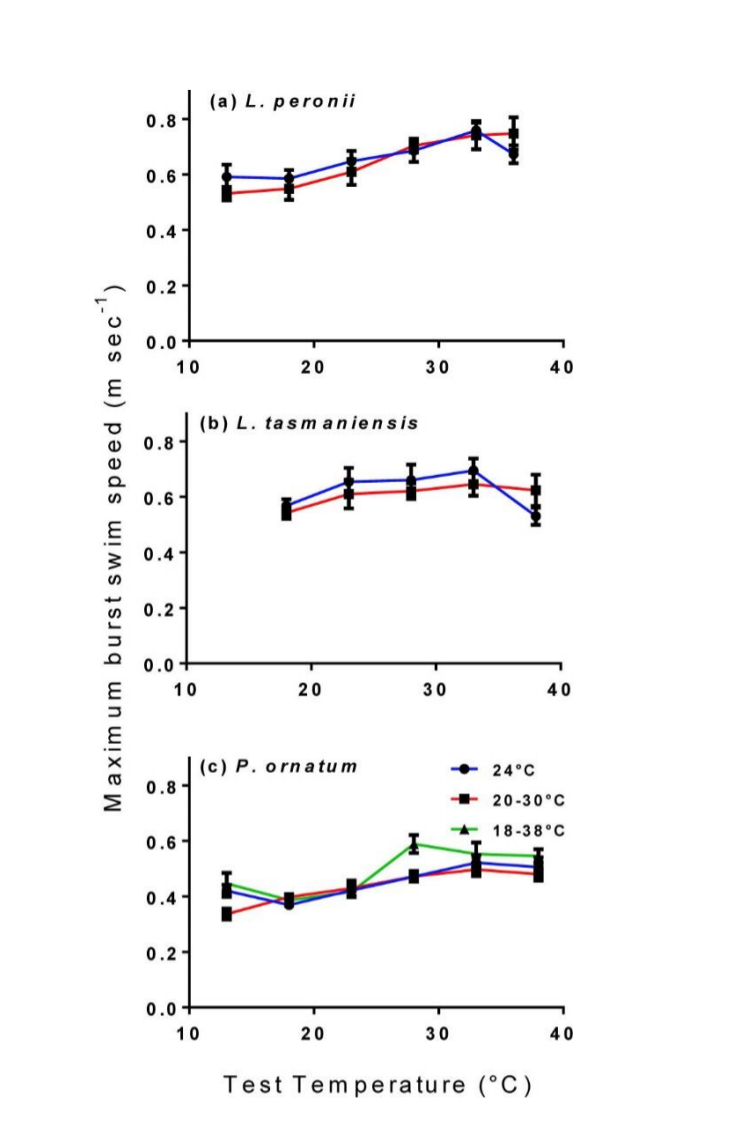 (a) L. peronii
0.8
0.6
0.4
0.2
0.0
10 20 30 40
Maximum burst swim speed (m sec⁻¹)
(b) L. tasmaniensis
0.8
0.6
0.4
0.2
0.0
10 20 30 40
(c) P. ornatum
24°C
20-30°C
18-38°C
0.8
0.6
0.4
0.2
0.0
10 20 30 40
Test Temperature (°C)